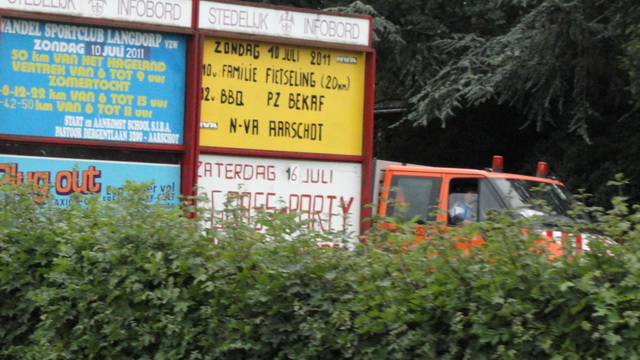 STEDELIJK INFOBORD
WANDEL SPORTCLUB LANGDORP VZW
ZONDAG 10 JULI 2011
50 KM VAN HET HAGELAND
VERTREK VAN 6 TOT 9 uur
ZOMERTOCHT
-8-12-22 KM VAN 6 TOT 15 uur
-42-50 KM VAN 6 TOT 11 uur
START en AANKOMST SCHOOL S.I.B.A.
PASTOOR DERGENTLAAN 3200 - AARSCHOT
Plug out
STEDELIJK INFOBORD
ZONDAG 10 JULI 2011
10u. FAMILIE FIETSELING (20KM)
12u. BBQ PZ BEKAF
N-VA AARSCHOT
ZATERDAG 16 JULI
PARTY